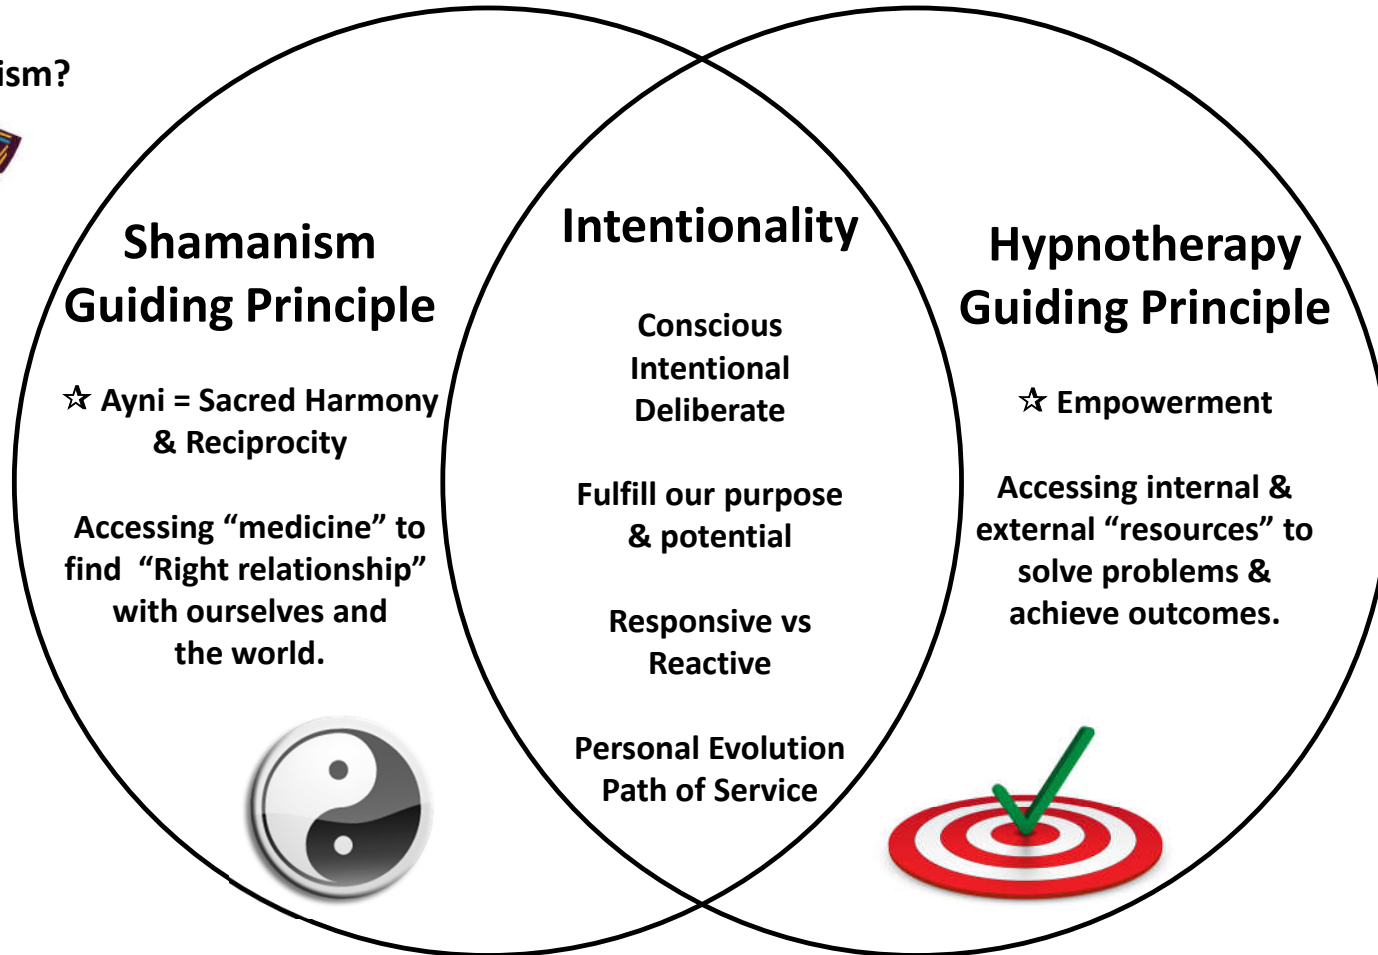 ism?
Shamanism
Guiding Principle
☆ Ayni = Sacred Harmony
& Reciprocity
Accessing “medicine” to
find “Right relationship”
with ourselves and
the world.
Intentionality
Conscious
Intentional
Deliberate
Fulfill our purpose
& potential
Responsive vs
Reactive
Personal Evolution
Path of Service
Hypnotherapy
Guiding Principle
☆ Empowerment
Accessing internal &
external “resources” to
solve problems &
achieve outcomes.